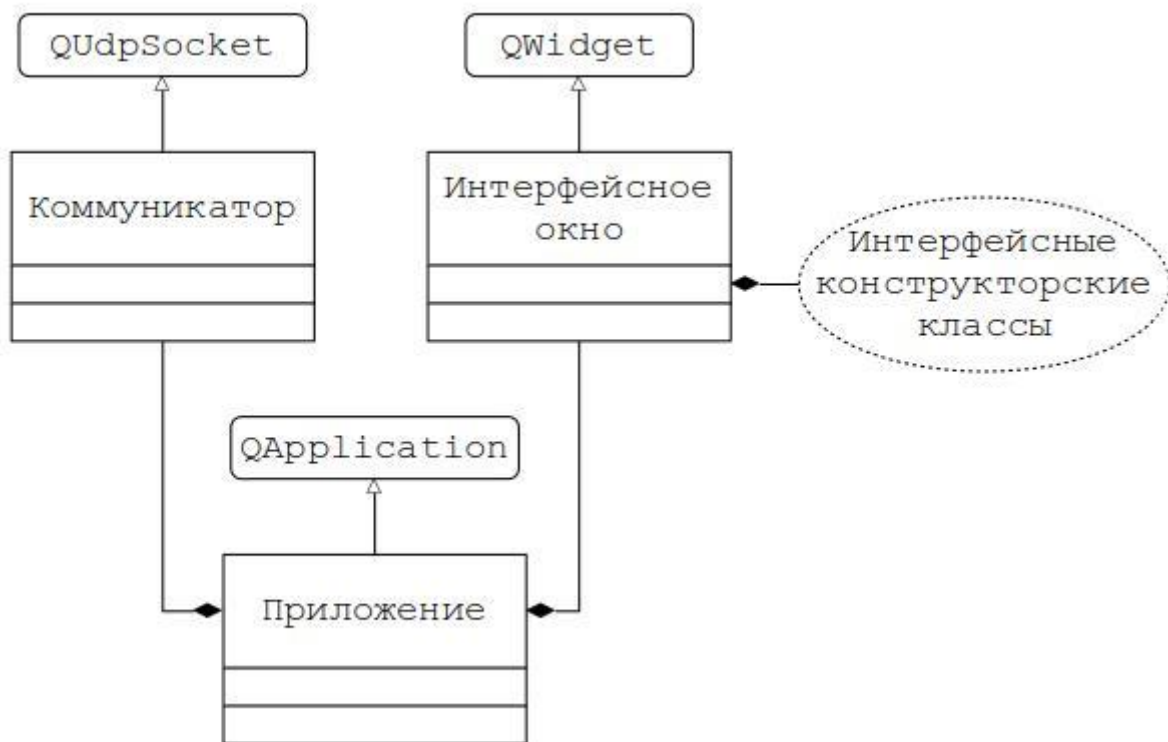 QUdpSocket
QWidget
Коммуникатор
Интерфейсное
окно
Интерфейсные
конструкторские
классы
QApplication
Приложение